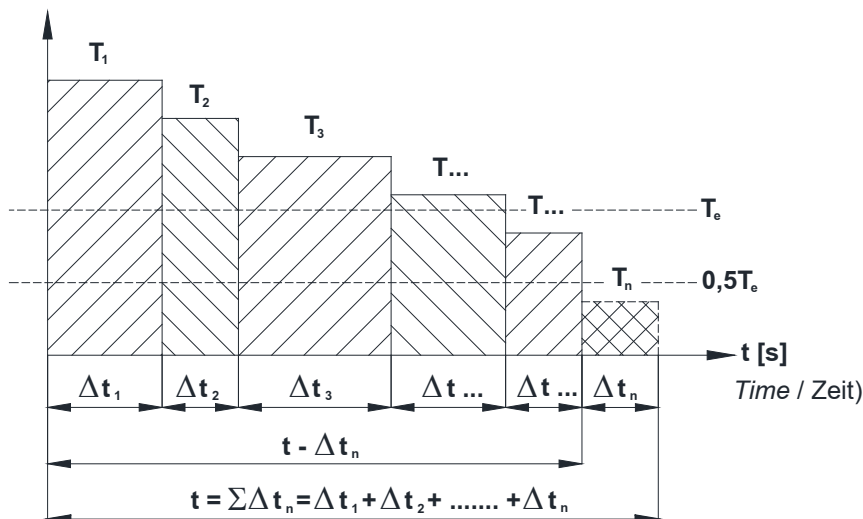 T₁
T₂
T₃
T...
T...
Tₑ
Tₙ
0,5Tₑ
t [s]
Time / Zeit)
Δt₁
Δt₂
Δt₃
Δt ...
Δt ...
Δtₙ
t - Δtₙ
t = ΣΔtₙ=Δt₁+Δt₂+ ....... +Δtₙ